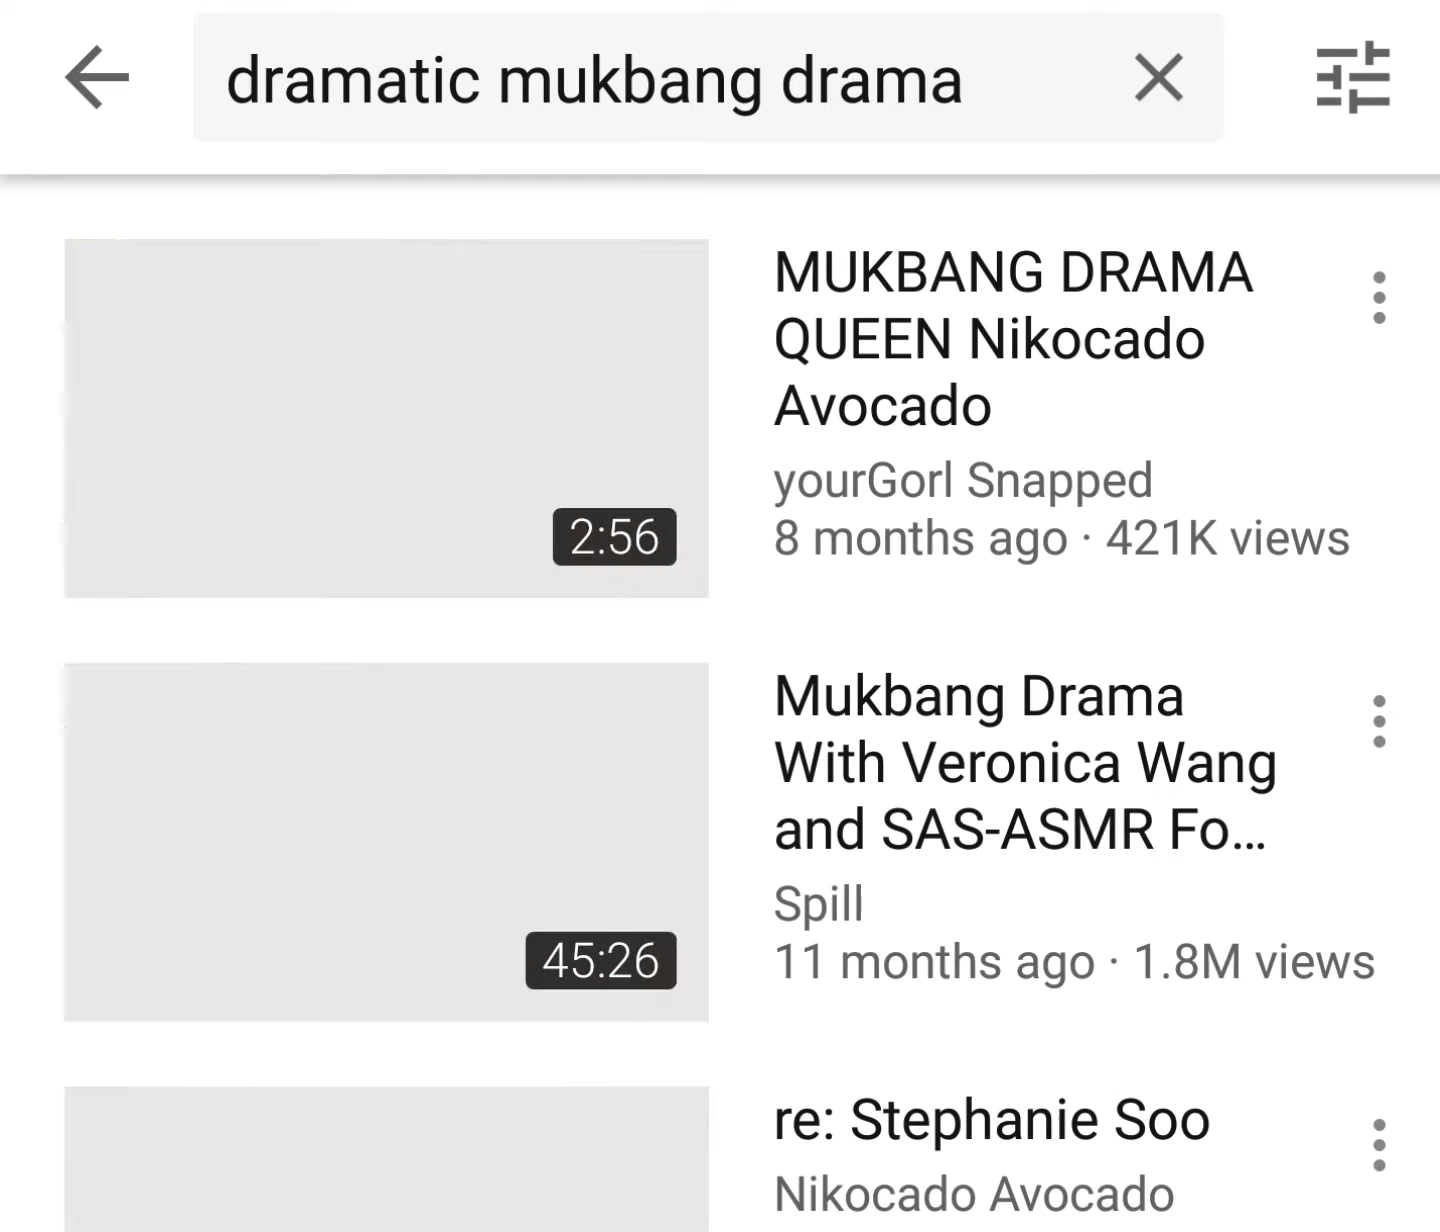 dramatic mukbang drama
MUKBANG DRAMA
QUEEN Nikocado
Avocado
yourGorl Snapped
8 months ago · 421K views
2:56
Mukbang Drama
With Veronica Wang
and SAS-ASMR Fo...
Spill
11 months ago · 1.8M views
45:26
re: Stephanie Soo
Nikocado Avocado